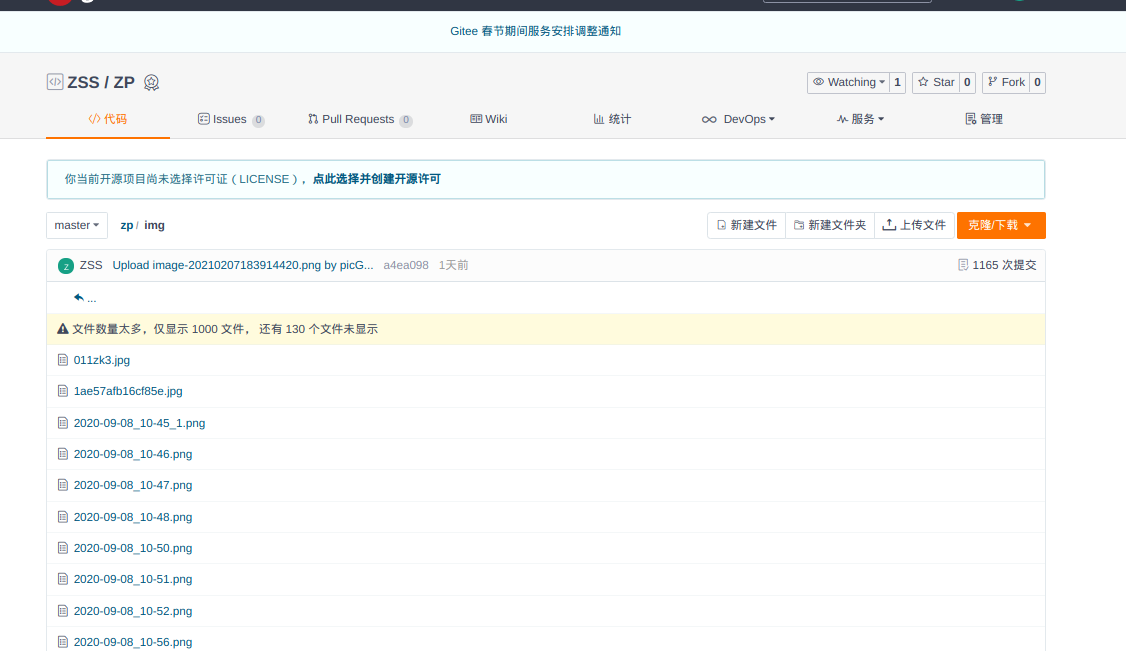 Gitee 春节期间服务安排调整通知
ZSS / ZP
Watching 1 Star 0 Fork 0
代码 Issues 0 Pull Requests 0 Wiki 统计 DevOps 服务 管理
你当前开源项目尚未选择许可证（LICENSE），点此选择并创建开源许可
master zp / img 新建文件 新建文件夹 上传文件 克隆/下载
Z ZSS Upload image-20210207183914420.png by picG... a4ea098 1天前 1165 次提交
...
文件数量太多，仅显示 1000 文件， 还有 130 个文件未显示
011zk3.jpg
1ae57afb16cf85e.jpg
2020-09-08_10-45_1.png
2020-09-08_10-46.png
2020-09-08_10-47.png
2020-09-08_10-48.png
2020-09-08_10-50.png
2020-09-08_10-51.png
2020-09-08_10-52.png
2020-09-08_10-56.png